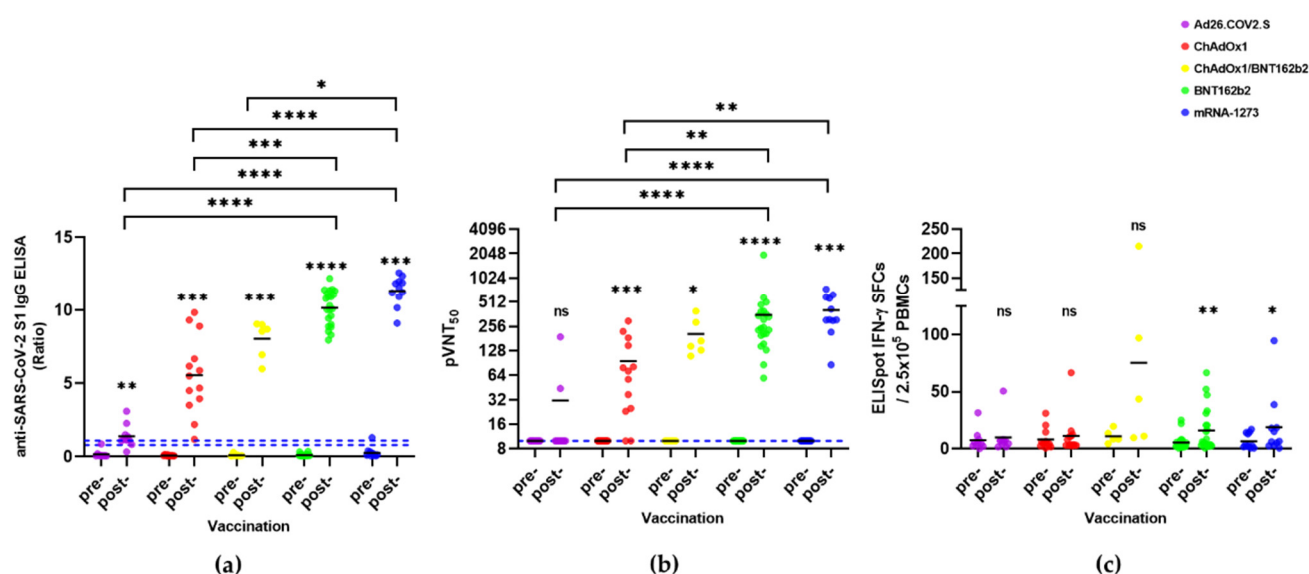 Ad26.COV2.S
ChAdOx1
ChAdOx1/BNT162b2
BNT162b2
mRNA-1273
*
****
***
****
****
anti-SARS-CoV-2 S1 IgG ELISA
(Ratio)
15
10
5
0
**
***
***
****
***
pre- post- pre- post- pre- post- pre- post- pre- post-
Vaccination
(a)
**
**
****
****
pVNT50
4096
2048
1024
512
256
128
64
32
16
8
ns
***
*
****
***
pre- post- pre- post- pre- post- pre- post- pre- post-
Vaccination
(b)
ELISpot IFN-γ SFCs
/ 2.5x10⁵ PBMCs
250
200
150
100
50
0
ns
ns
ns
**
*
pre- post- pre- post- pre- post- pre- post- pre- post-
Vaccination
(c)